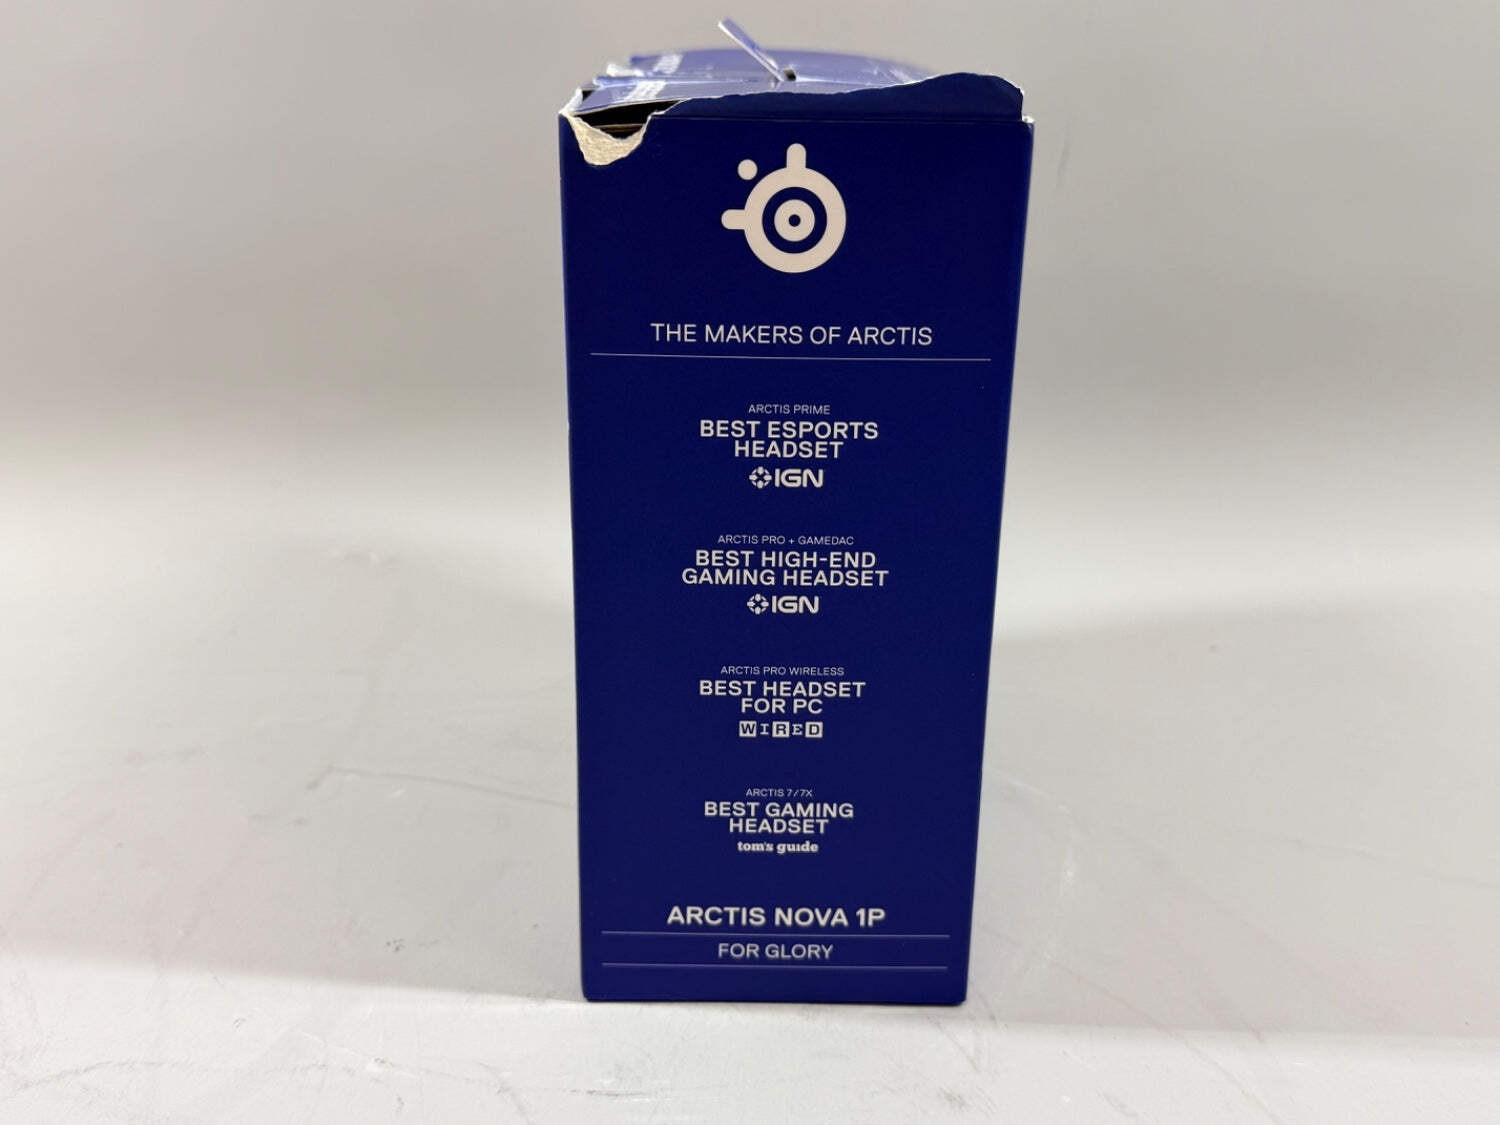 THE MAKERS OF ARCTIS
ARCTIS PRIME
BEST ESPORTS
HEADSET
IGN
ARCTIS PRO + GAMEDAC
BEST HIGH-END
GAMING HEADSET
IGN
ARCTIS PRO WIRELESS
BEST HEADSET
FOR PC
WIRED
ARCTIS 7/7X
BEST GAMING
HEADSET
tom's guide
ARCTIS NOVA 1P
FOR GLORY